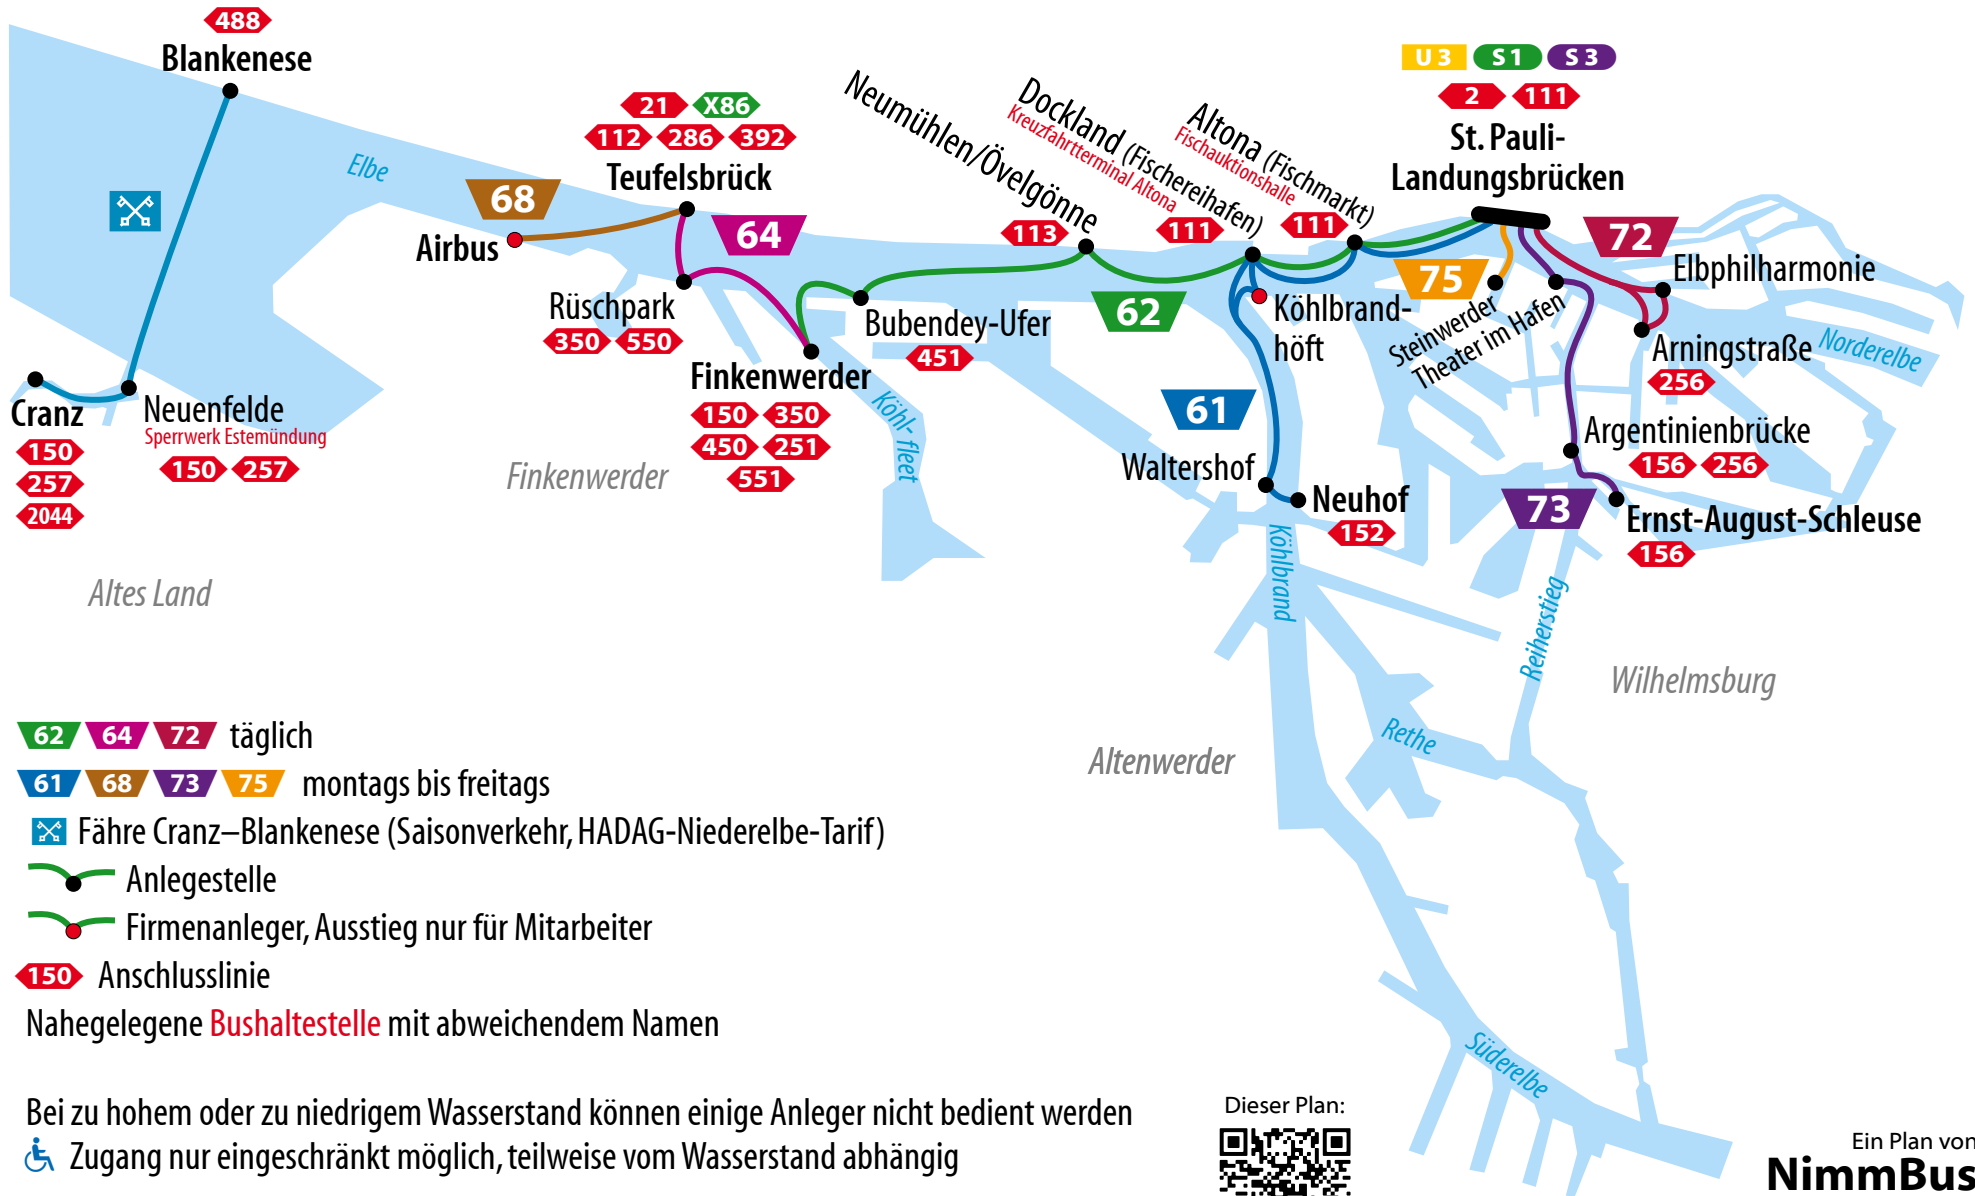 488
Blankenese
Elbe
68
Airbus
21 X86
112 286 392
Teufelsbrück
64
Rüschpark
350 550
Finkenwerder
150 350
450 251
551
Köhl-
fleet
Bubendey-Ufer
451
Neumühlen/Övelgönne
113
62
Dockland (Fischereihafen)
Kreuzfahrtterminal Altona
111
Altona (Fischmarkt)
Fischauktionshalle
111
U 3 S 1 S 3
2 111
St. Pauli-
Landungsbrücken
72
Elbphilharmonie
Arningstraße
256
Norderelbe
75
Steinwerder
Theater im Hafen
Köhlbrand-
höft
61
Waltershof
Neuhof
152
Argentinienbrücke
156 256
73
Ernst-August-Schleuse
156
Cranz
150
257
2044
Neuenfelde
Sperrwerk Estemündung
150 257
Altes Land
Finkenwerder
Köhlbrand
Reiherstieg
Wilhelmsburg
Altenwerder
Rethe
Süderelbe
62 64 72 täglich
61 68 73 75 montags bis freitags
Fähre Cranz–Blankenese (Saisonverkehr, HADAG-Niederelbe-Tarif)
Anlegestelle
Firmenanleger, Ausstieg nur für Mitarbeiter
150 Anschlusslinie
Nahegelegene Bushaltestelle mit abweichendem Namen
Bei zu hohem oder zu niedrigem Wasserstand können einige Anleger nicht bedient werden
Zugang nur eingeschränkt möglich, teilweise vom Wasserstand abhängig
Dieser Plan:
Ein Plan von
NimmBus